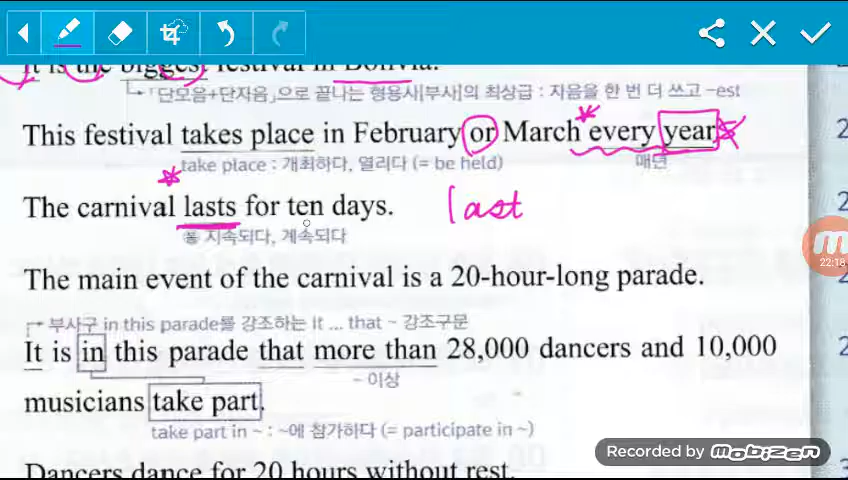 It is the biggest festival in Bolivia.
「단모음+단자음」으로 끝나는 형용사[부사]의 최상급 : 자음을 한 번 더 쓰고 -est
This festival takes place in February or March every year
take place : 개최하다, 열리다 (= be held)
매년
The carnival lasts for ten days.
last
동 지속되다, 계속되다
The main event of the carnival is a 20-hour-long parade.
부사구 in this parade를 강조하는 It ... that ~ 강조구문
It is in this parade that more than 28,000 dancers and 10,000
~ 이상
musicians take part.
take part in ~ : ~에 참가하다 (= participate in ~)
Dancers dance for 20 hours without rest.
22:18
Recorded by Mobizen